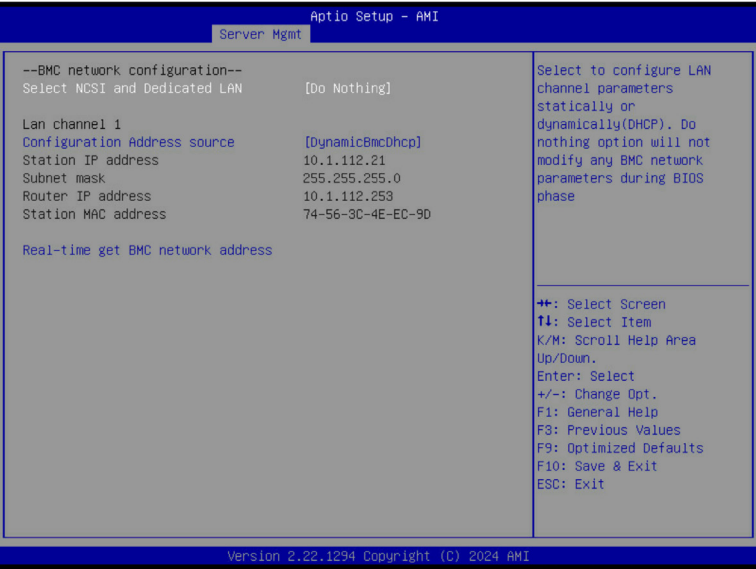 Aptio Setup – AMI
Server Mgmt
--BMC network configuration--
Select NCSI and Dedicated LAN [Do Nothing]
Lan channel 1
Configuration Address source [DynamicBmcDhcp]
Station IP address 10.1.112.21
Subnet mask 255.255.255.0
Router IP address 10.1.112.253
Station MAC address 74-56-3C-4E-EC-9D
Real-time get BMC network address
Select to configure LAN
channel parameters
statically or
dynamically(DHCP). Do
nothing option will not
modify any BMC network
parameters during BIOS
phase
→←: Select Screen
↑↓: Select Item
K/M: Scroll Help Area
Up/Down.
Enter: Select
+/-: Change Opt.
F1: General Help
F3: Previous Values
F9: Optimized Defaults
F10: Save & Exit
ESC: Exit
Version 2.22.1294 Copyright (C) 2024 AMI